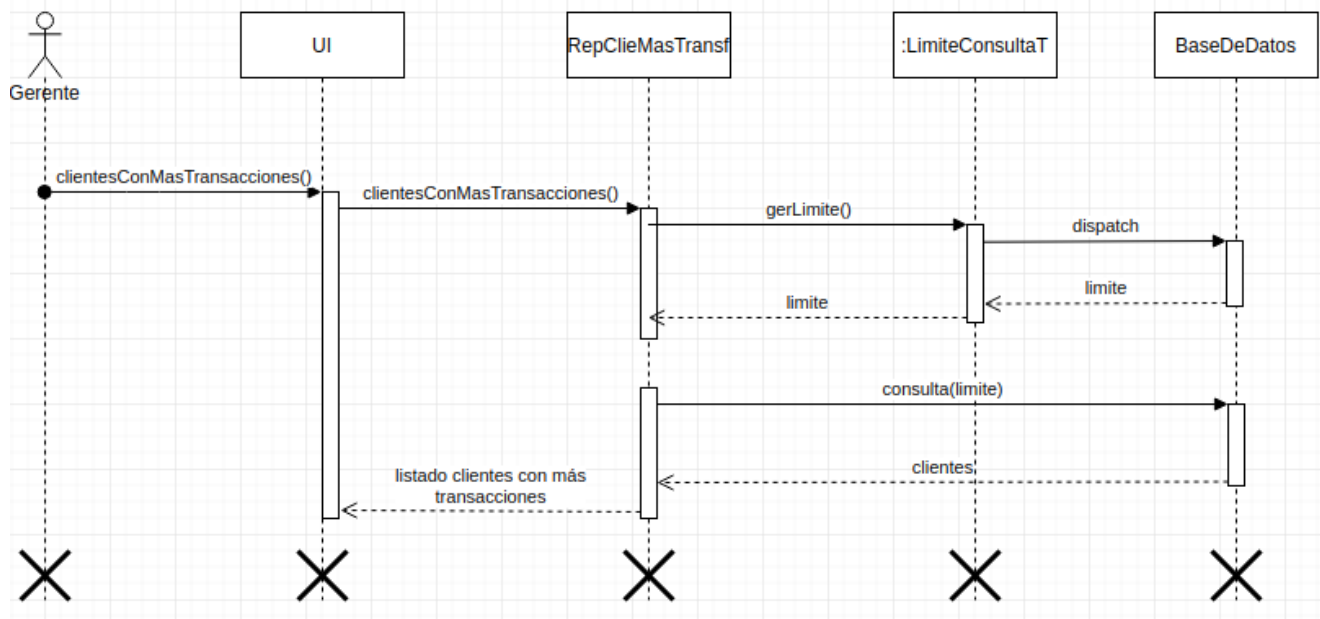 UI
RepClieMasTransf
:LimiteConsultaT
BaseDeDatos
Gerente
clientesConMasTransacciones()
clientesConMasTransacciones()
gerLimite()
dispatch
limite
limite
consulta(limite)
clientes
listado clientes con más
transacciones